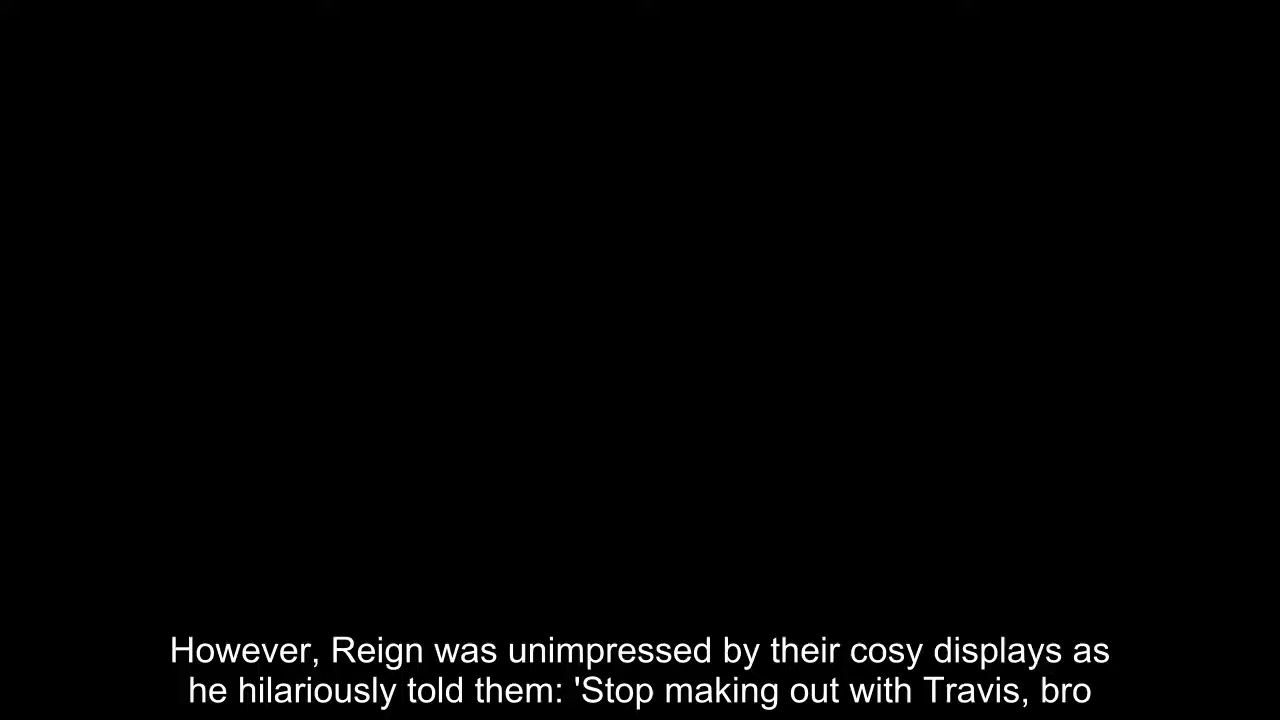 However, Reign was unimpressed by their cosy displays as
he hilariously told them: 'Stop making out with Travis, bro